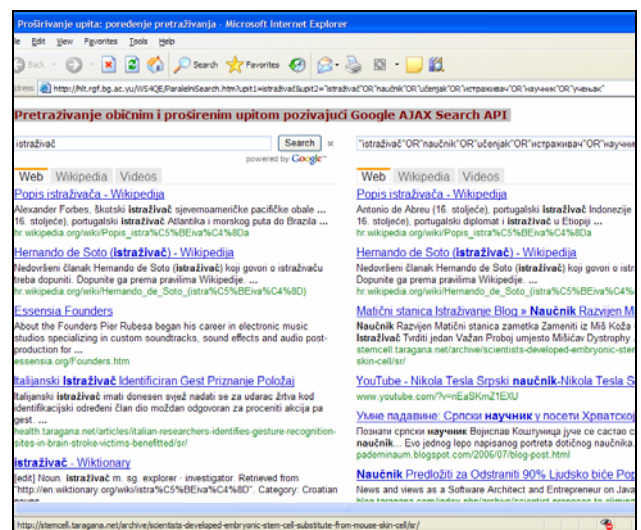 Proširivanje upita: poređenje pretraživanja - Microsoft Internet Explorer
le Edit View Favorites Tools Help
Back Search Favorites
dress http://hlt.rgf.bg.ac.yu/WS4QE/ParalelniSearch.htm?upit1=istraživač&upit2="istraživač"OR"naučnik"OR"učenjak"OR"истраживач"OR"научник"OR"учењак"
Pretraživanje običnim i proširenim upitom pozivajući Google AJAX Search API
istraživač Search ×
powered by Google™
Web Wikipedia Videos
Popis istraživača - Wikipedija
Alexander Forbes, škotski istraživač sjevernoameričke pacifičke obale ...
16. stoljeće), portugalski istraživač Atlantika i morskog puta do Brazila ...
hr.wikipedia.org/wiki/Popis_istra%C5%BEiva%C4%8Da
Hernando de Soto (istraživač) - Wikipedija
Nedovršeni članak Hernando de Soto (istraživač) koji govori o istraživaču
treba dopuniti. Dopunite ga prema pravilima Wikipedije. ...
hr.wikipedia.org/wiki/Hernando_de_Soto_(istra%C5%BEiva%C4%8D)
Essensia Founders
About the Founders Pier Rubesa began his career in electronic music
studios specializing in custom soundtracks, sound effects and audio post-
production for ...
essensia.org/Founders.htm
Italijanski Istraživač Identificiran Gest Priznanje Položaj
Italijanski istraživač imati donesen svjež nadati se za udarac žrtva kod
identifikacijski određeni član dio moždan odgovoran za proceniti akcija pa
gest. ...
health.taragana.net/articles/italian-researchers-identifies-gesture-recognition-
sites-in-brain-stroke-victims-benefitted/sr/
istraživač - Wiktionary
[edit] Noun. istraživač m. sg. explorer · investigator. Retrieved from
"http://en.wiktionary.org/wiki/istra%C5%BEiva%C4%8D". Category: Croatian
nouns
"istraživač"OR"naučnik"OR"učenjak"OR"истраживач"OR"научни
Web Wikipedia Videos
Popis istraživača - Wikipedija
Antonio de Abreu (16. stoljeće), portugalski istraživač Indonezije
16. stoljeće), portugalski diplomat i istraživač u Etiopiji ...
hr.wikipedia.org/wiki/Popis_istra%C5%BEiva%C4%8Da
Hernando de Soto (istraživač) - Wikipedija
Nedovršeni članak Hernando de Soto (istraživač) koji govori o istr
treba dopuniti. Dopunite ga prema pravilima Wikipedije. ...
hr.wikipedia.org/wiki/Hernando_de_Soto_(istra%C5%BEiva%C4%8D)
Matični stanica Istraživanje Blog » Naučnik Razvijen M
Naučnik Razvijen Matični stanica zametka Zameniti iz Miš Koža
Istraživač Tvrditi jedan Važan Proboj umjesto Mišićav Dystrophy
stemcell.taragana.net/archive/scientists-developed-embryonic-stem
skin-cell/sr/
YouTube - Nikola Tesla Srpski naučnik-Nikola Tesla S
www.youtube.com/?v=nEaSKmZ1EXU
Умне падавине: Српски научник у посети Хрватској
Познати српски научник Војислав Коштуница јуче се састао с
naučnik... Evo jednog lepo napisanog portreta dotičnog naučnika.
pademinaum.blogspot.com/2006/07/blog-post.html
Naučnik Predložiti za Odstraniti 90% Ljudsko biće Pop
News and views as a Software Architect and Entrepreneur on Java
http://stemcell.taragana.net/archive/scientists-developed-embryonic-stem-cell-substitute-from-mouse-skin-cell/sr/